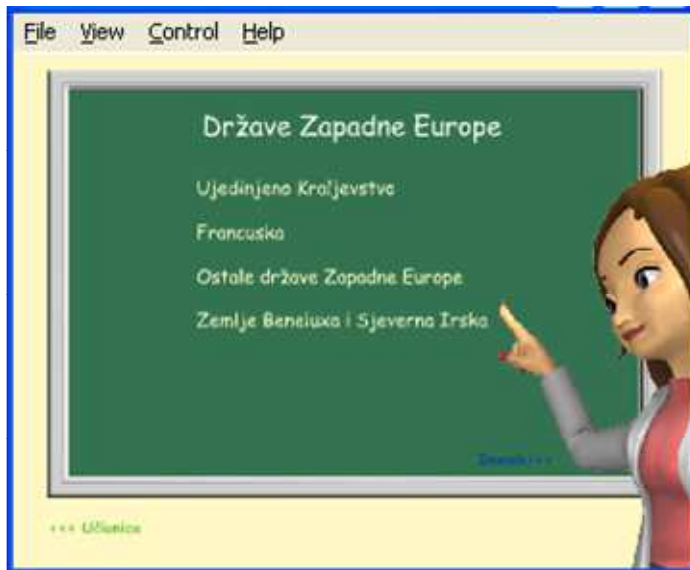 File View Control Help
Države Zapadne Europe
Ujedinjeno Kraljevstvo
Francuska
Ostale države Zapadne Europe
Zemlje Beneluxa i Sjeverna Irska
<<< Učionica